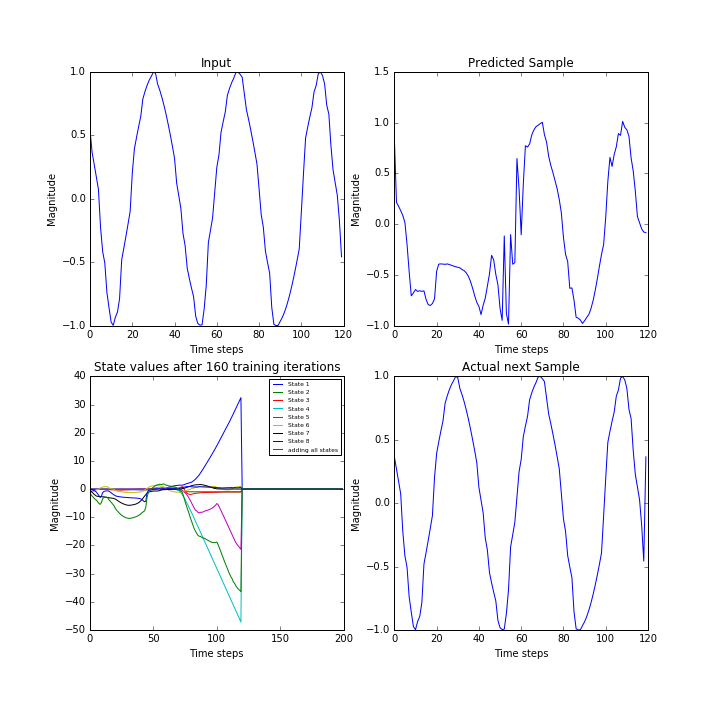 Input
1.0
0.5
0.0
−0.5
−1.0
Magnitude
0 20 40 60 80 100 120
Time steps
Predicted Sample
1.5
1.0
0.5
0.0
−0.5
−1.0
Magnitude
0 20 40 60 80 100 120
Time steps
State values after 160 training iterations
40
30
20
10
0
−10
−20
−30
−40
−50
Magnitude
State 1
State 2
State 3
State 4
State 5
State 6
State 7
State 8
adding all states
0 50 100 150 200
Time steps
Actual next Sample
1.0
0.5
0.0
−0.5
−1.0
Magnitude
0 20 40 60 80 100 120
Time steps